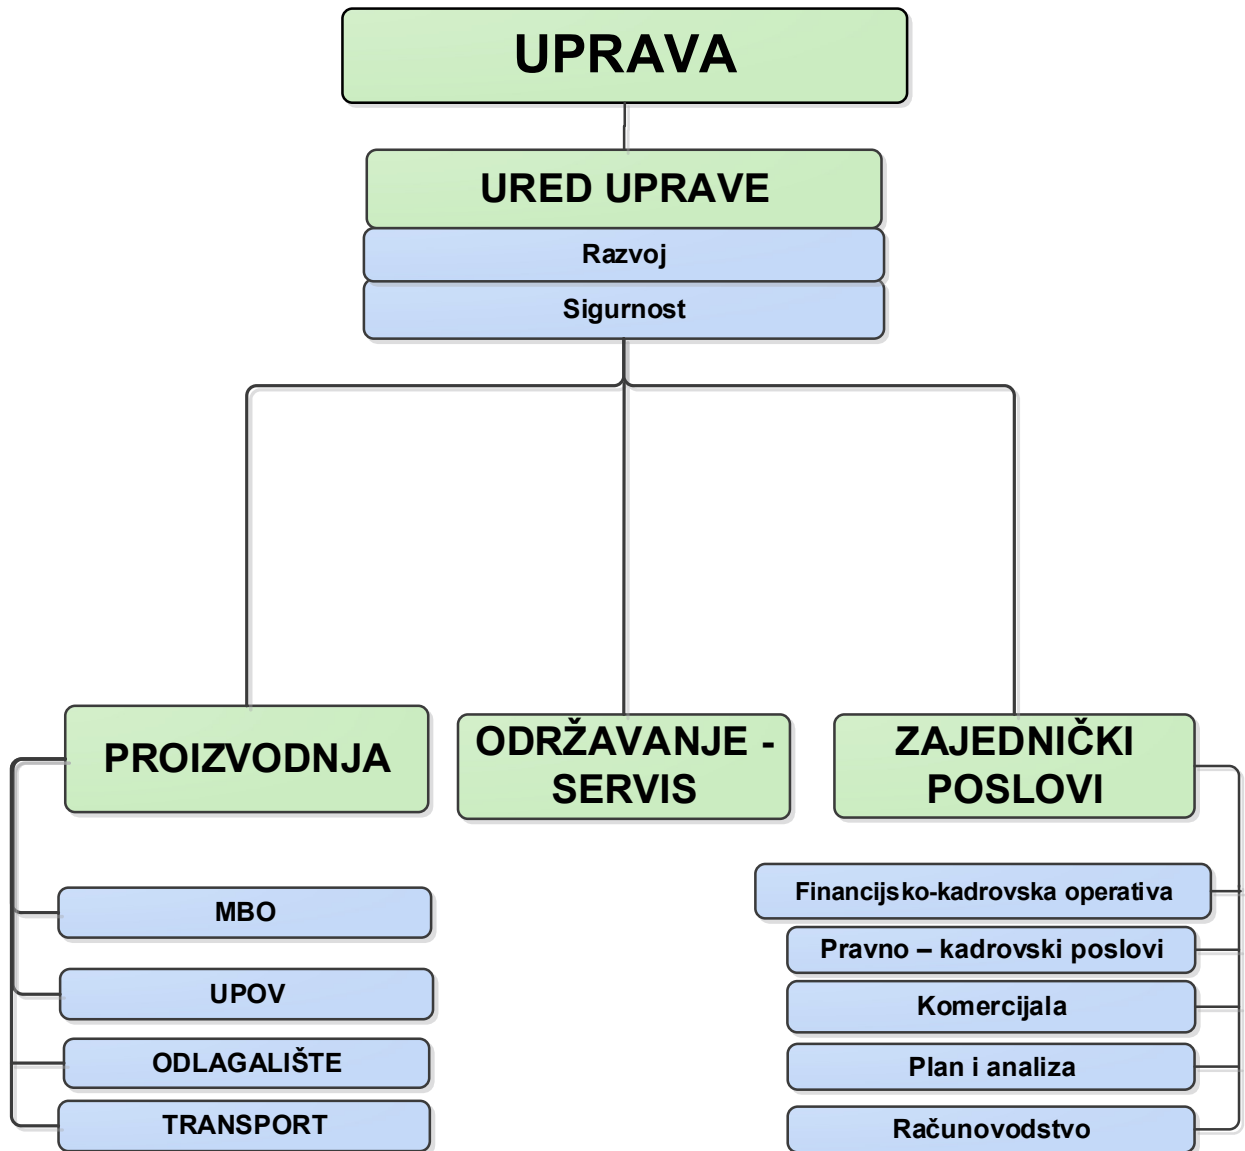 UPRAVA
URED UPRAVE
Razvoj
Sigurnost
PROIZVODNJA
ODRŽAVANJE -
SERVIS
ZAJEDNIČKI
POSLOVI
MBO
UPOV
ODLAGALIŠTE
TRANSPORT
Financijsko-kadrovska operativa
Pravno – kadrovski poslovi
Komercijala
Plan i analiza
Računovodstvo